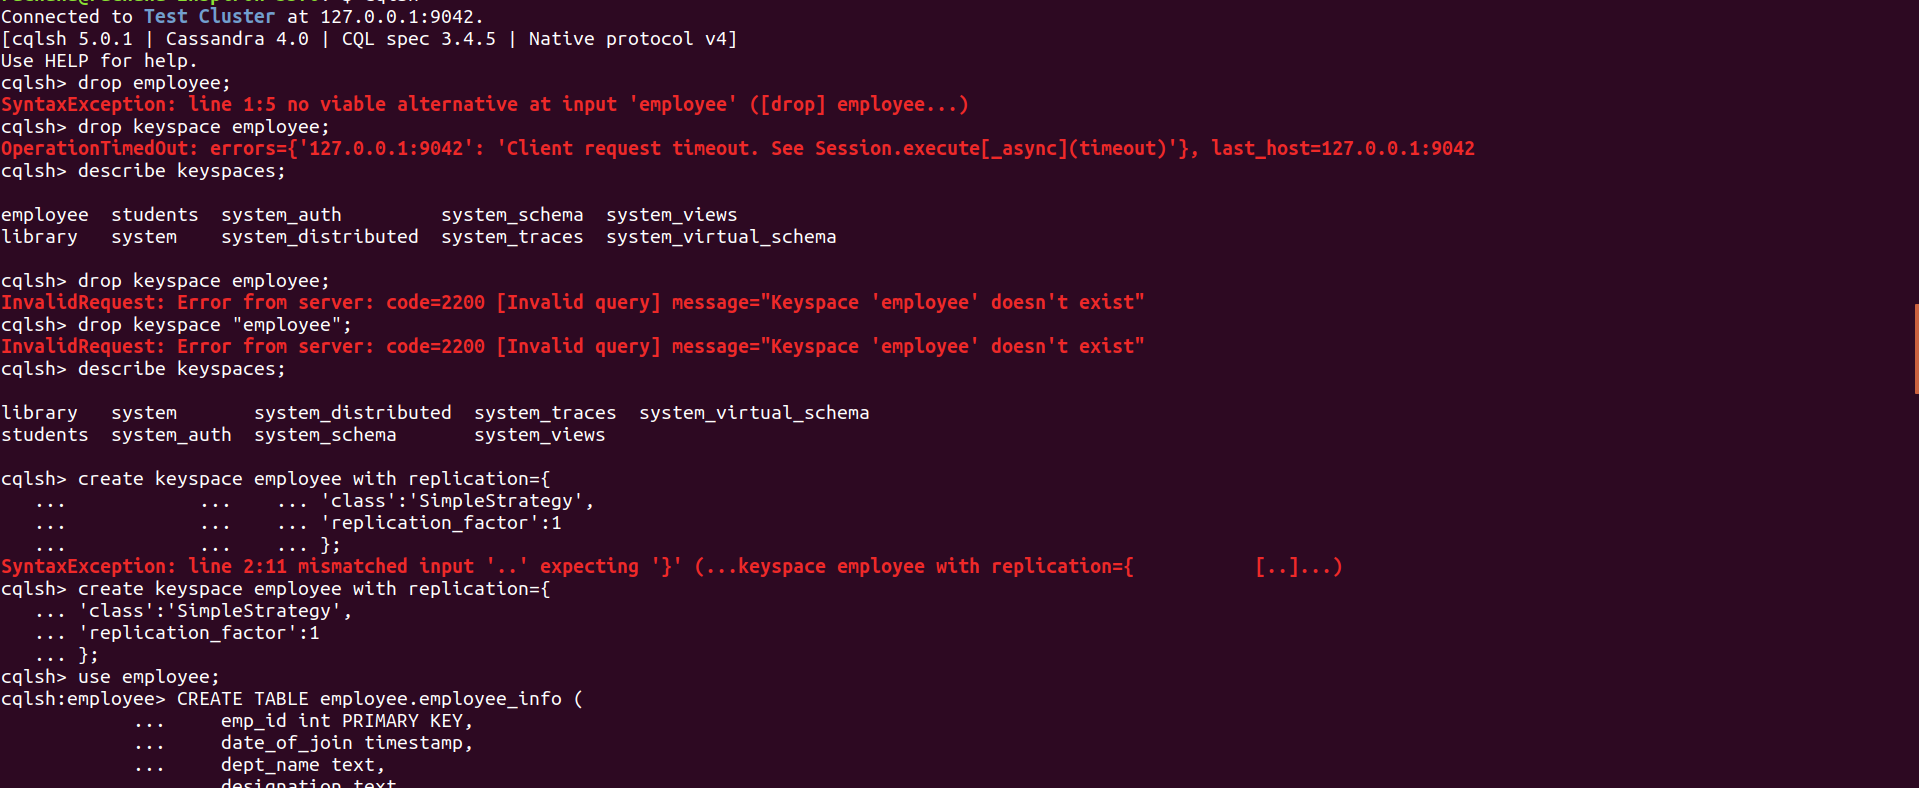 Connected to Test Cluster at 127.0.0.1:9042.
[cqlsh 5.0.1 | Cassandra 4.0 | CQL spec 3.4.5 | Native protocol v4]
Use HELP for help.
cqlsh> drop employee;
SyntaxException: line 1:5 no viable alternative at input 'employee' ([drop] employee...)
cqlsh> drop keyspace employee;
OperationTimedOut: errors={'127.0.0.1:9042': 'Client request timeout. See Session.execute[_async](timeout)'}, last_host=127.0.0.1:9042
cqlsh> describe keyspaces;
employee  students  system_auth         system_schema  system_views
library   system    system_distributed  system_traces  system_virtual_schema
cqlsh> drop keyspace employee;
InvalidRequest: Error from server: code=2200 [Invalid query] message="Keyspace 'employee' doesn't exist"
cqlsh> drop keyspace "employee";
InvalidRequest: Error from server: code=2200 [Invalid query] message="Keyspace 'employee' doesn't exist"
cqlsh> describe keyspaces;
library   system       system_distributed  system_traces  system_virtual_schema
students  system_auth  system_schema       system_views
cqlsh> create keyspace employee with replication={
   ...            ...    ... 'class':'SimpleStrategy',
   ...            ...    ... 'replication_factor':1
   ...            ...    ... };
SyntaxException: line 2:11 mismatched input '..' expecting '}' (...keyspace employee with replication={           [..]...)
cqlsh> create keyspace employee with replication={
   ... 'class':'SimpleStrategy',
   ... 'replication_factor':1
   ... };
cqlsh> use employee;
cqlsh:employee> CREATE TABLE employee.employee_info (
            ...     emp_id int PRIMARY KEY,
            ...     date_of_join timestamp,
            ...     dept_name text,
designation text